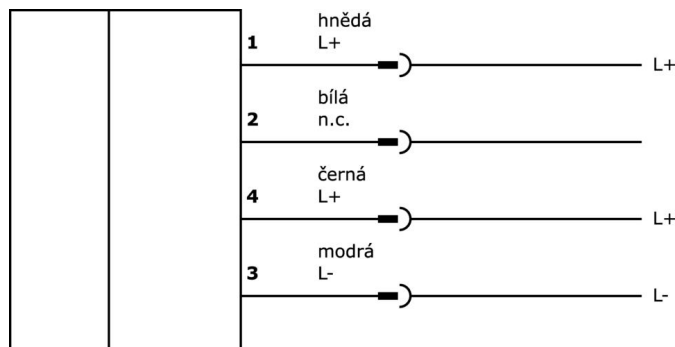 hnědá
1 L+ L+
bílá
2 n.c.
černá
4 L+ L+
modrá
3 L- L-